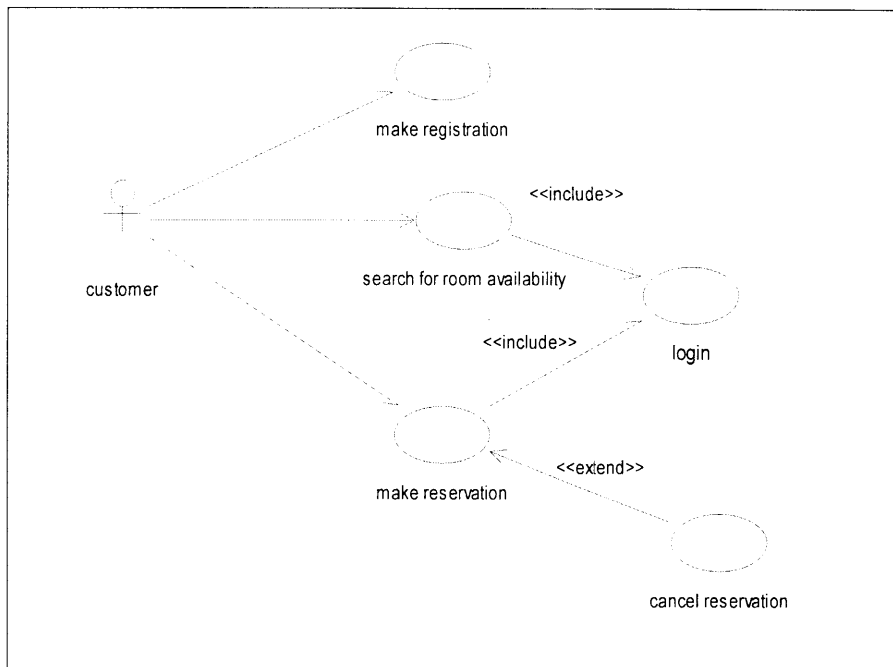 make registration
<<include>>
search for room availability
customer
<<include>>
login
<<extend>>
make reservation
cancel reservation